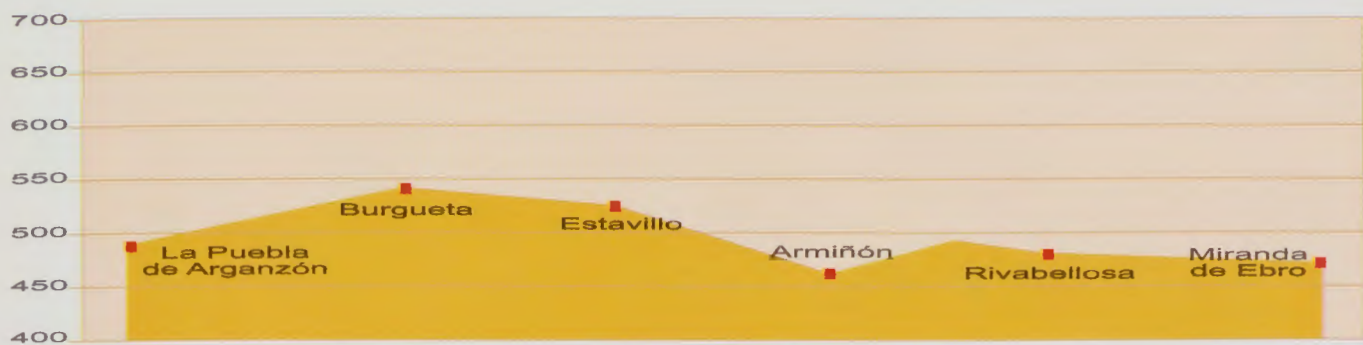 700
650
600
550
500
450
400
La Puebla
de Arganzón
Burgueta
Estavillo
Armiñón
Rivabellosa
Miranda
de Ebro